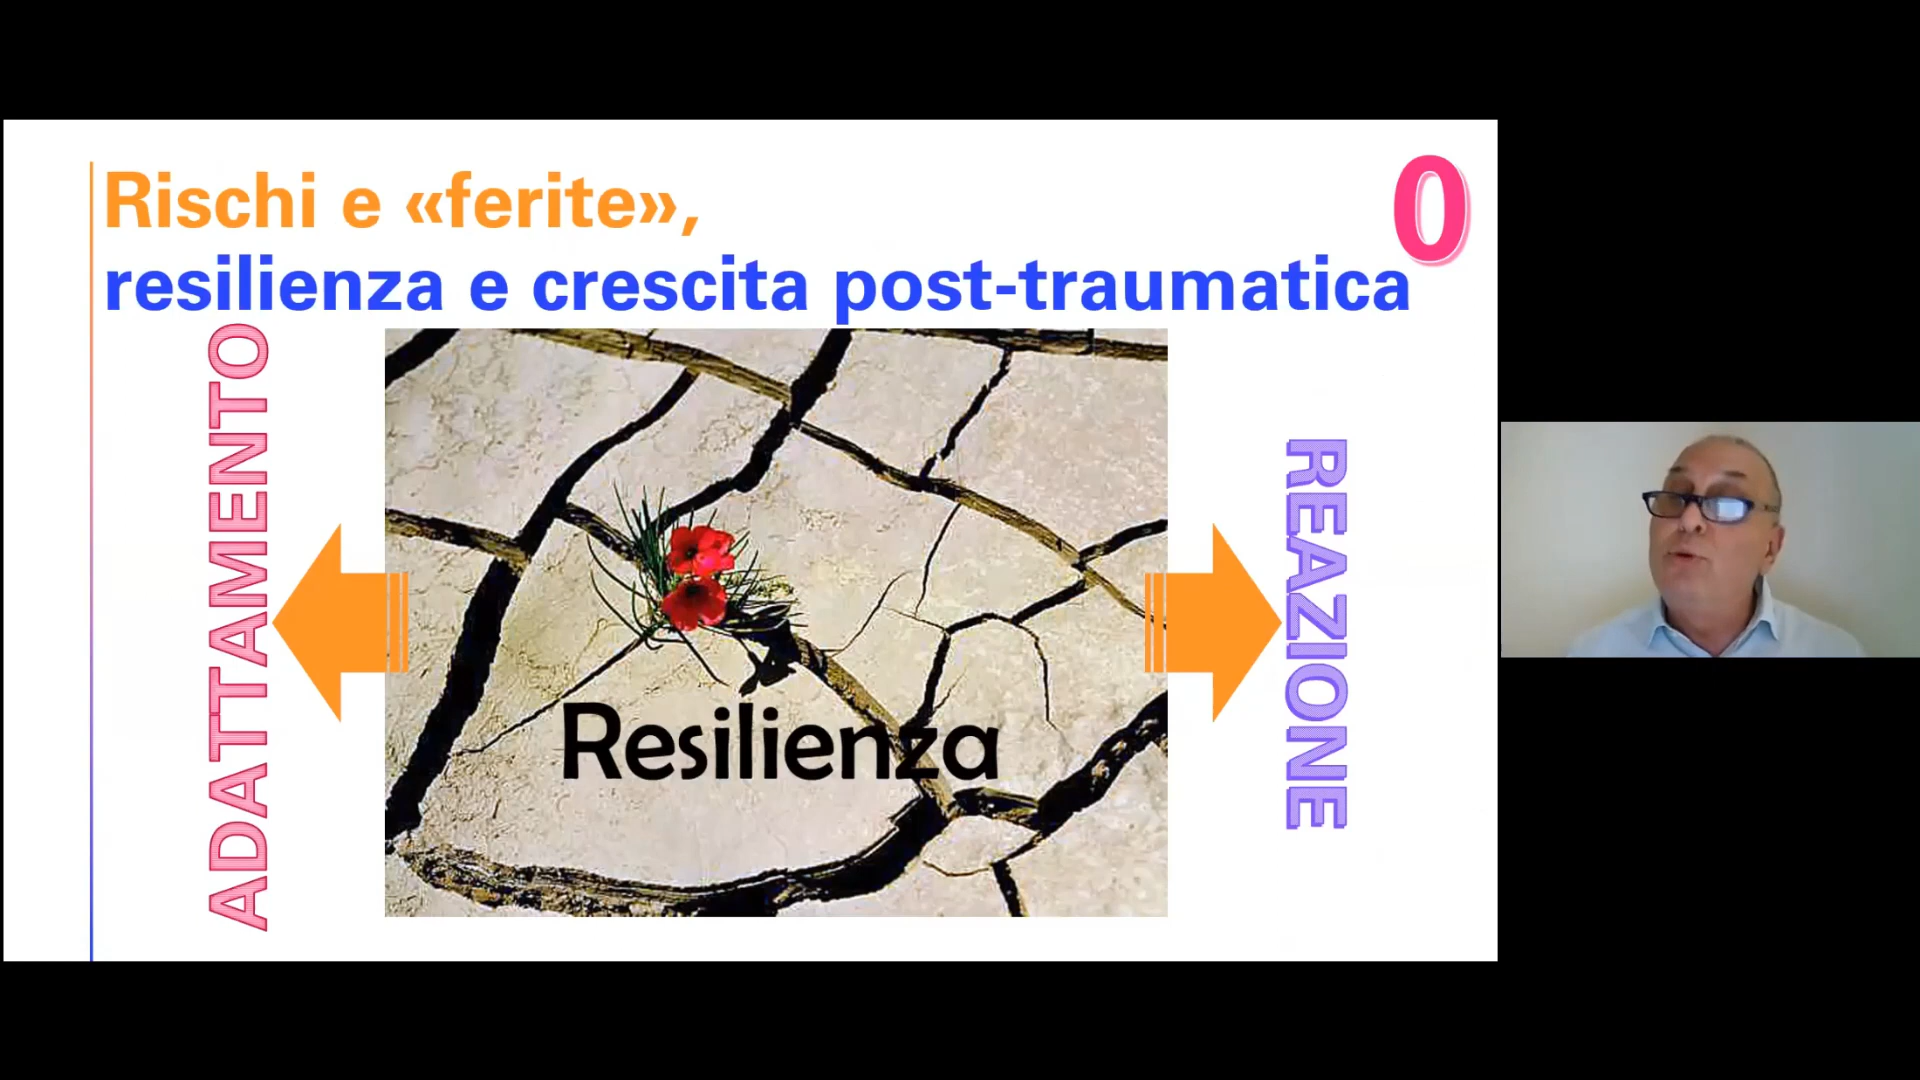 Rischi e «ferite»,
resilienza e crescita post-traumatica
0
ADATTAMENTO
Resilienza
REAZIONE